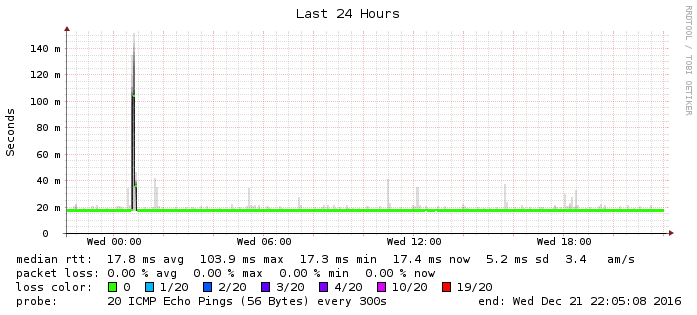 Last 24 Hours
RRDTOOL / TOBI OETIKER
Seconds
140 m
120 m
100 m
80 m
60 m
40 m
20 m
0
Wed 00:00 Wed 06:00 Wed 12:00 Wed 18:00
median rtt: 17.8 ms avg 103.9 ms max 17.3 ms min 17.4 ms now 5.2 ms sd 3.4 am/s
packet loss: 0.00 % avg 0.00 % max 0.00 % min 0.00 % now
loss color: 0 1/20 2/20 3/20 4/20 10/20 19/20
probe: 20 ICMP Echo Pings (56 Bytes) every 300s end: Wed Dec 21 22:05:08 2016